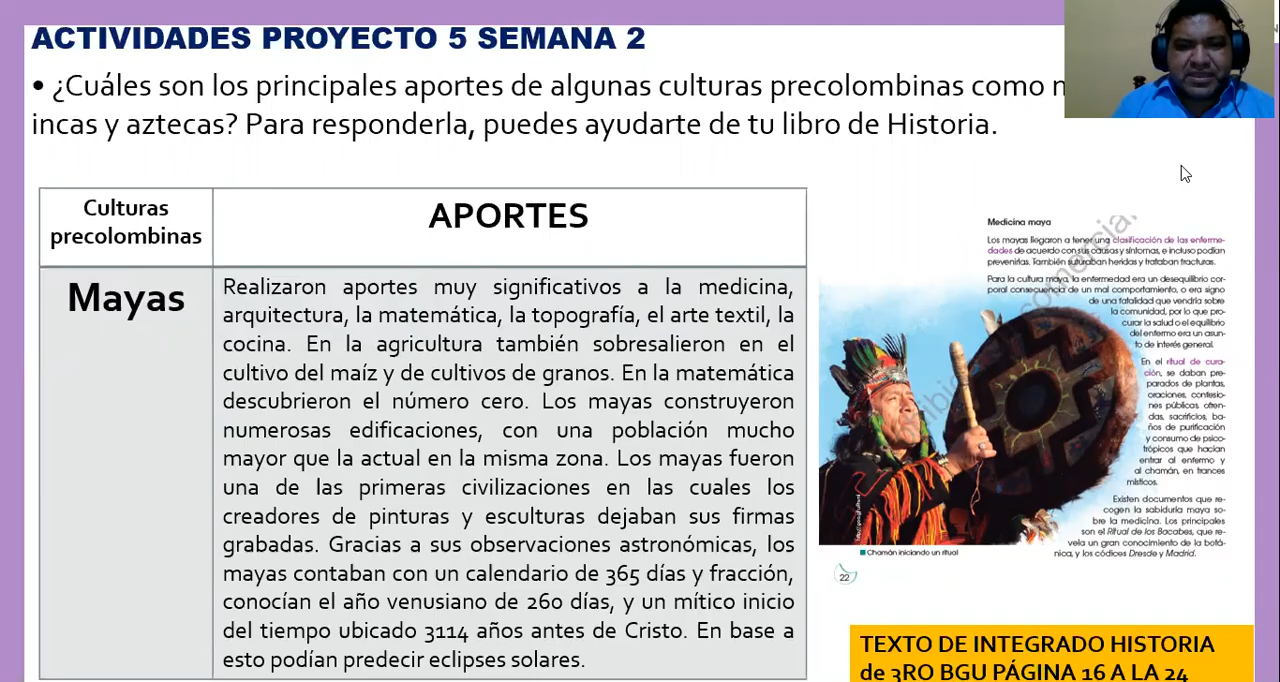 ACTIVIDADES PROYECTO 5 SEMANA 2
• ¿Cuáles son los principales aportes de algunas culturas precolombinas como
incas y aztecas? Para responderla, puedes ayudarte de tu libro de Historia.
Culturas
precolombinas
APORTES
Mayas
Realizaron aportes muy significativos a la medicina,
arquitectura, la matemática, la topografía, el arte textil, la
cocina. En la agricultura también sobresalieron en el
cultivo del maíz y de cultivos de granos. En la matemática
descubrieron el número cero. Los mayas construyeron
numerosas edificaciones, con una población mucho
mayor que la actual en la misma zona. Los mayas fueron
una de las primeras civilizaciones en las cuales los
creadores de pinturas y esculturas dejaban sus firmas
grabadas. Gracias a sus observaciones astronómicas, los
mayas contaban con un calendario de 365 días y fracción,
conocían el año venusiano de 260 días, y un mítico inicio
del tiempo ubicado 3114 años antes de Cristo. En base a
esto podían predecir eclipses solares.
Medicina maya
Los mayas llegaron a tener una clasificación de las enferme-
dades de acuerdo con sus causas y síntomas, e incluso podían
prevenirlas. También suturaban heridas y trataban fracturas.
Para la cultura maya, la enfermedad era un desequilibrio cor-
poral consecuencia de un mal comportamiento, o era signo
de una fatalidad que vendría sobre
la comunidad, por lo que pro-
curar la salud o el equilibrio
del enfermo era un asun-
to de interés general.
En el ritual de cura-
ción, se daban pre-
parados de plantas,
oraciones, confesio-
nes públicas, ofren-
das, sacrificios, ba-
ños de purificación
y consumo de psico-
trópicos que hacían
entrar al enfermo y
al chamán, en trances
místicos.
Existen documentos que re-
cogen la sabiduría maya so-
bre la medicina. Los principales
son el Ritual de los Bacabes, que re-
vela un gran conocimiento de la botá-
nica, y los códices Dresde y Madrid.
Chamán iniciando un ritual
22
TEXTO DE INTEGRADO HISTORIA
de 3RO BGU PÁGINA 16 A LA 24